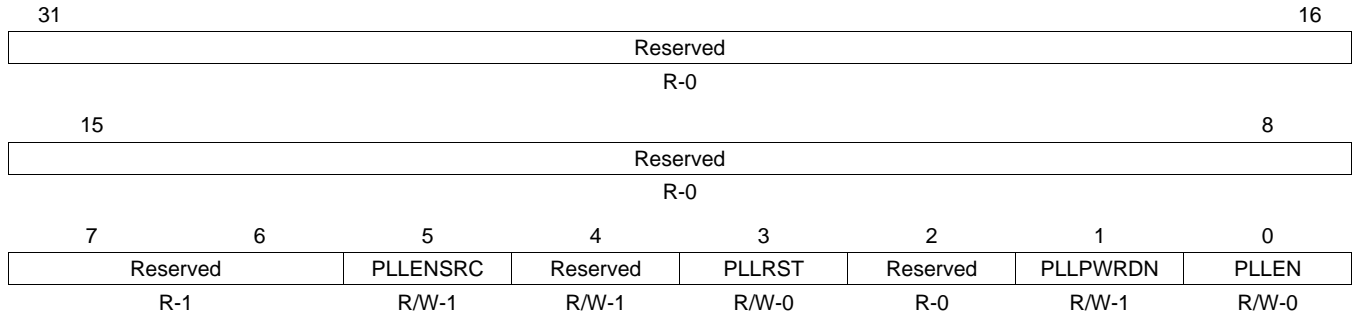 31 16
Reserved
R-0
15 8
Reserved
R-0
7 6 5 4 3 2 1 0
Reserved PLLENSRC Reserved PLLRST Reserved PLLPWRDN PLLEN
R-1 R/W-1 R/W-1 R/W-0 R-0 R/W-1 R/W-0